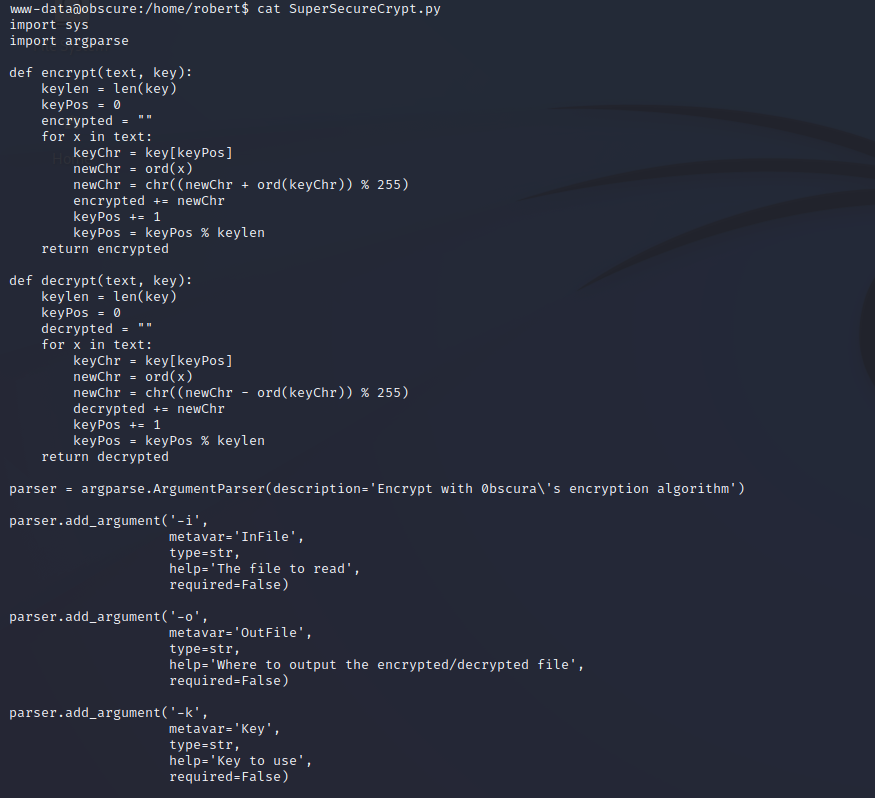 www-data@obscure:/home/robert$ cat SuperSecureCrypt.py
import sys
import argparse

def encrypt(text, key):
    keylen = len(key)
    keyPos = 0
    encrypted = ""
    for x in text:
        keyChr = key[keyPos]
        newChr = ord(x)
        newChr = chr((newChr + ord(keyChr)) % 255)
        encrypted += newChr
        keyPos += 1
        keyPos = keyPos % keylen
    return encrypted

def decrypt(text, key):
    keylen = len(key)
    keyPos = 0
    decrypted = ""
    for x in text:
        keyChr = key[keyPos]
        newChr = ord(x)
        newChr = chr((newChr - ord(keyChr)) % 255)
        decrypted += newChr
        keyPos += 1
        keyPos = keyPos % keylen
    return decrypted

parser = argparse.ArgumentParser(description='Encrypt with 0bscura\'s encryption algorithm')

parser.add_argument('-i',
                    metavar='InFile',
                    type=str,
                    help='The file to read',
                    required=False)

parser.add_argument('-o',
                    metavar='OutFile',
                    type=str,
                    help='Where to output the encrypted/decrypted file',
                    required=False)

parser.add_argument('-k',
                    metavar='Key',
                    type=str,
                    help='Key to use',
                    required=False)